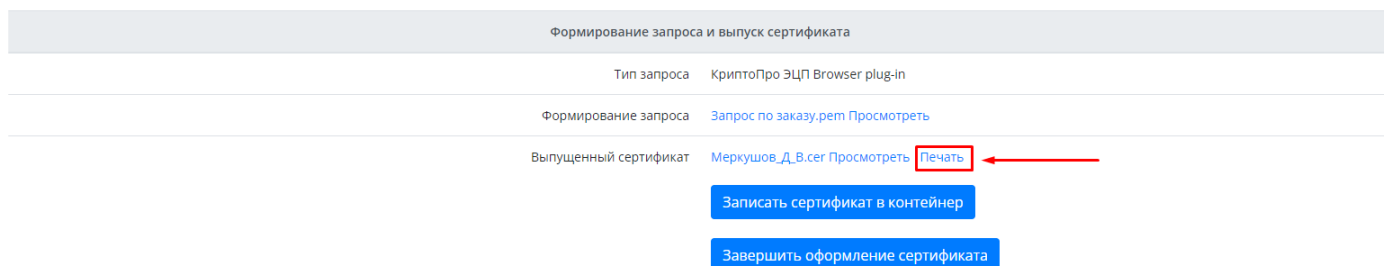 Формирование запроса и выпуск сертификата
Тип запроса КриптоПро ЭЦП Browser plug-in
Формирование запроса Запрос по заказу.pem Просмотреть
Выпущенный сертификат Меркушов_Д_В.cer Просмотреть Печать
Записать сертификат в контейнер
Завершить оформление сертификата